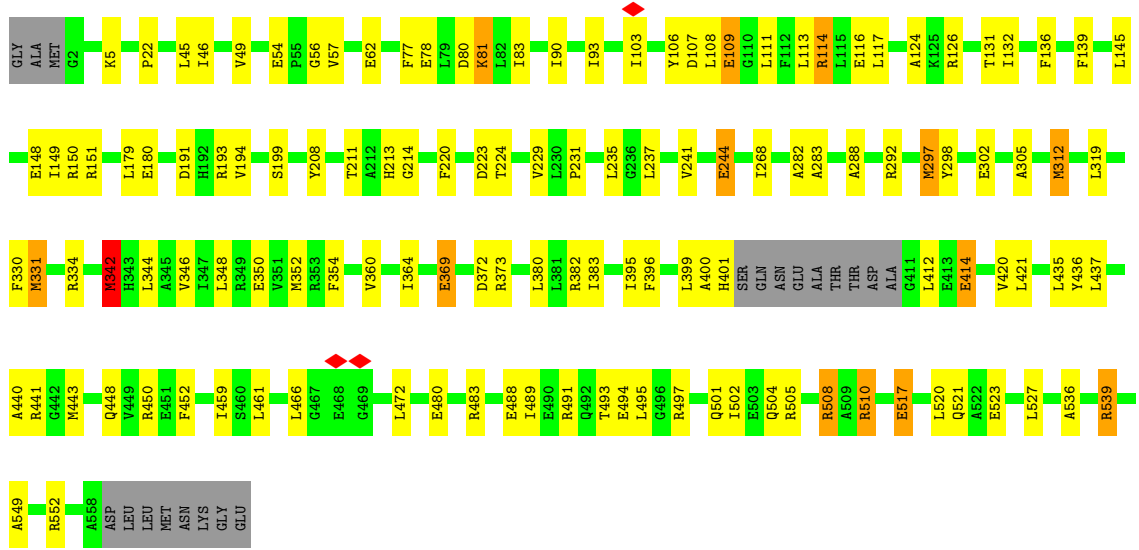 GLY ALA MET G2 K5 P22 L45 I46 V49 E54 P55 G56 V57 E62 F77 E78 L79 D80 K81 L82 I83 I90 I93 I103 Y106 D107 L108 E109 G110 L111 F112 L113 R114 L115 E116 L117 A124 K125 R126 T131 I132 F136 F139 L145
E148 I149 R150 R151 L179 E180 D191 H192 R193 V194 S199 Y208 T211 A212 H213 G214 F220 D223 T224 V229 L230 P231 L235 G236 L237 V241 E244 I268 A282 A283 A288 R292 M297 Y298 E302 A305 M312 L319
F330 M331 R334 M342 H343 L344 A345 V346 I347 L348 R349 E350 V351 M352 R353 F354 V360 I364 E369 D372 R373 L380 L381 R382 I383 I395 F396 L399 A400 H401 SER GLN ASN GLU ALA THR THR ASP ALA G411 L412 E413 E414 V420 L421 L435 Y436 L437
A440 R441 G442 M443 Q448 V449 R450 E451 F452 I459 S460 L461 L466 G467 E468 G469 L472 E480 R483 E488 I489 E490 R491 Q492 T493 E494 L495 G496 R497 Q501 I502 E503 Q504 R505 R508 A509 R510 E517 L520 Q521 A522 E523 L527 A536 R539
A549 R552 A558 ASP LEU LEU MET ASN LYS GLY GLU